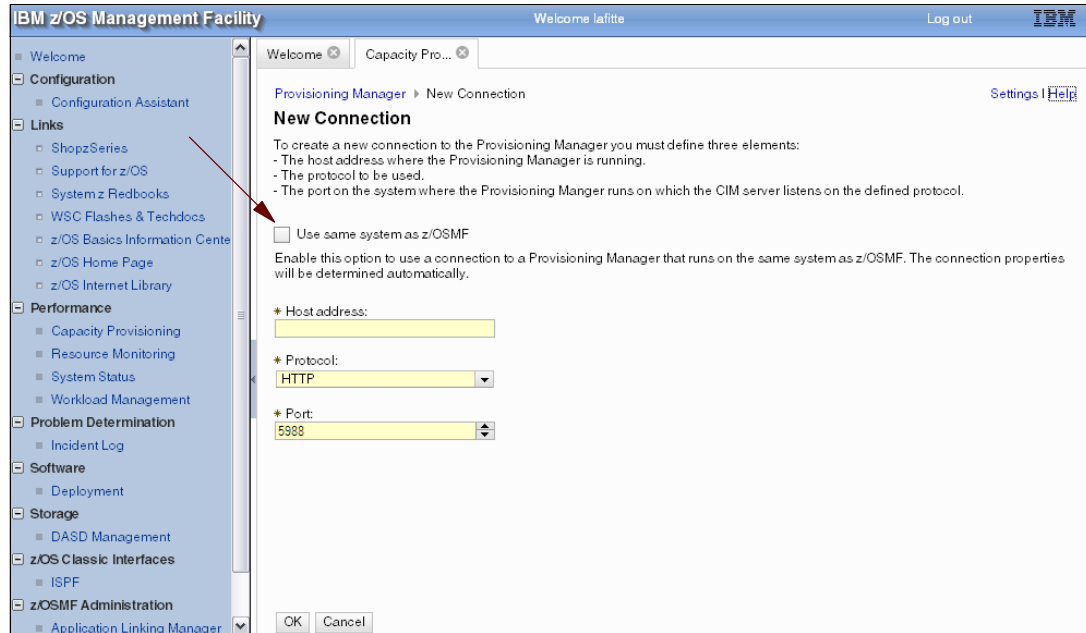 IBM z/OS Management Facility
Welcome lafitte
Log out
IBM
Welcome
Configuration
Configuration Assistant
Links
ShopzSeries
Support for z/OS
System z Redbooks
WSC Flashes & Techdocs
z/OS Basics Information Cente
z/OS Home Page
z/OS Internet Library
Performance
Capacity Provisioning
Resource Monitoring
System Status
Workload Management
Problem Determination
Incident Log
Software
Deployment
Storage
DASD Management
z/OS Classic Interfaces
ISPF
z/OSMF Administration
Application Linking Manager
Welcome
Capacity Pro...
Provisioning Manager New Connection
Settings | Help
New Connection
To create a new connection to the Provisioning Manager you must define three elements:
- The host address where the Provisioning Manager is running.
- The protocol to be used.
- The port on the system where the Provisioning Manger runs on which the CIM server listens on the defined protocol.
Use same system as z/OSMF
Enable this option to use a connection to a Provisioning Manager that runs on the same system as z/OSMF. The connection properties
will be determined automatically.
* Host address:
* Protocol:
HTTP
* Port:
5988
OK Cancel